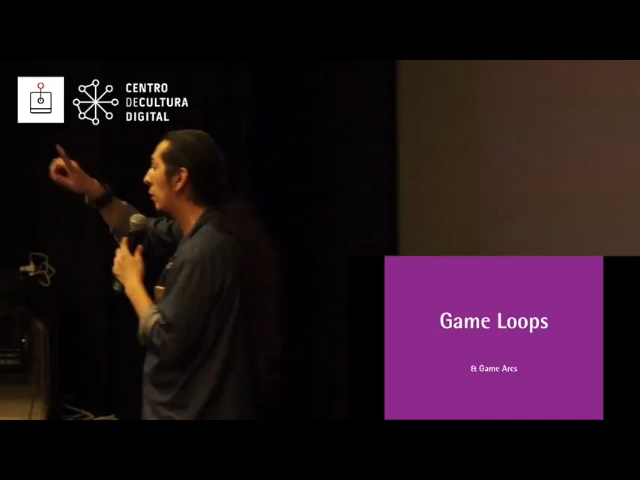 CENTRO
DECULTURA
DIGITAL
Game Loops
& Game Arcs